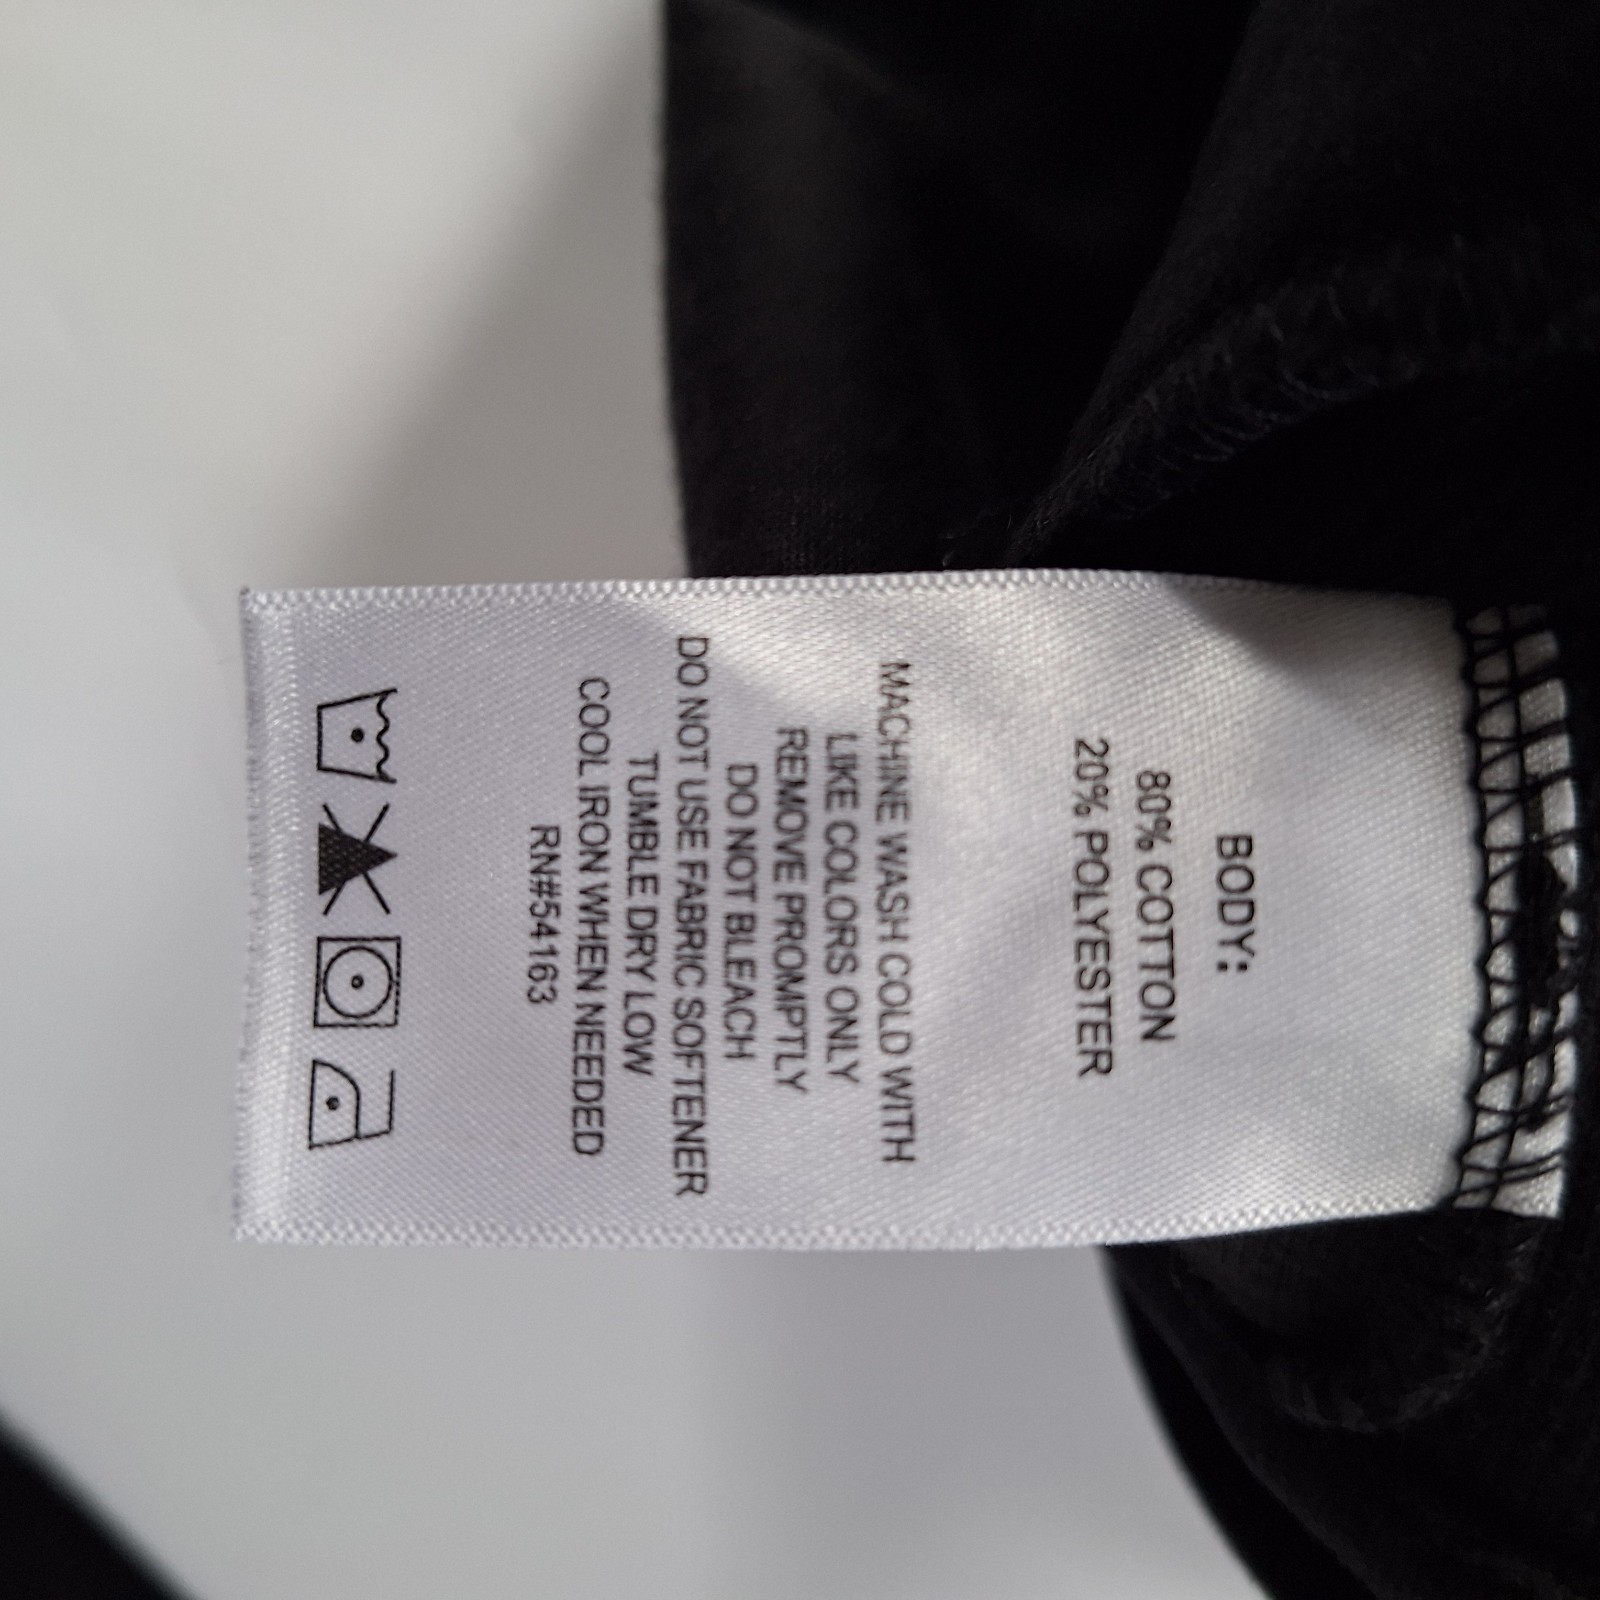 BODY:
80% COTTON
20% POLYESTER
MACHINE WASH COLD WITH
LIKE COLORS ONLY
REMOVE PROMPTLY
DO NOT BLEACH
DO NOT USE FABRIC SOFTENER
TUMBLE DRY LOW
COOL IRON WHEN NEEDED
RN#54163